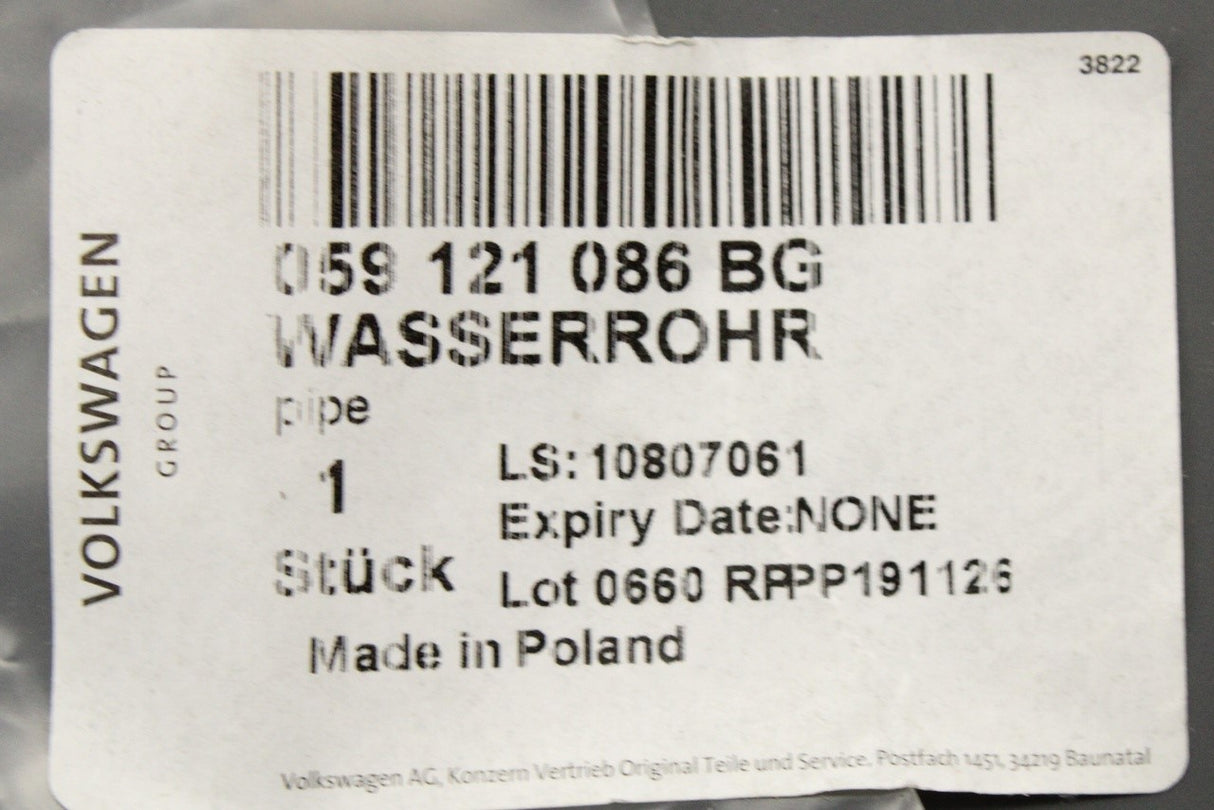 3822
VOLKSWAGEN
GROUP
059 121 086 BG
WASSERROHR
pipe
1
LS: 10807061
Expiry Date:NONE
Stück
Lot 0660 RPPP191126
Made in Poland
Volkswagen AG, Konzern Vertrieb Original Teile und Service, Postfach 1451, 34219 Baunatal